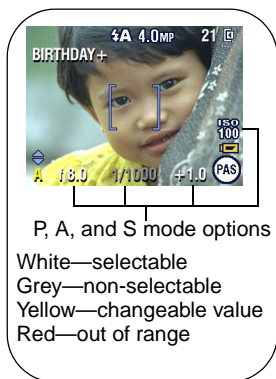 4A 4.0MP 21
BIRTHDAY+
ISO
100
A f 8.0 1/1000 +1.0 PAS
P, A, and S mode options
White—selectable
Grey—non-selectable
Yellow—changeable value
Red—out of range